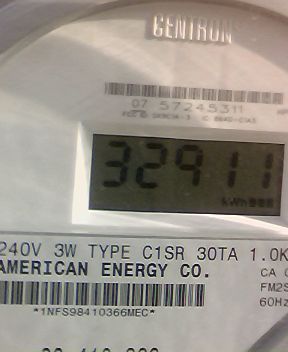 CENTRON
07 57245311
32911
kWh
240V 3W TYPE C1SR 30TA 1.0K
AMERICAN ENERGY CO.
CA
FM2S
60Hz
*1NFS98410366MEC*